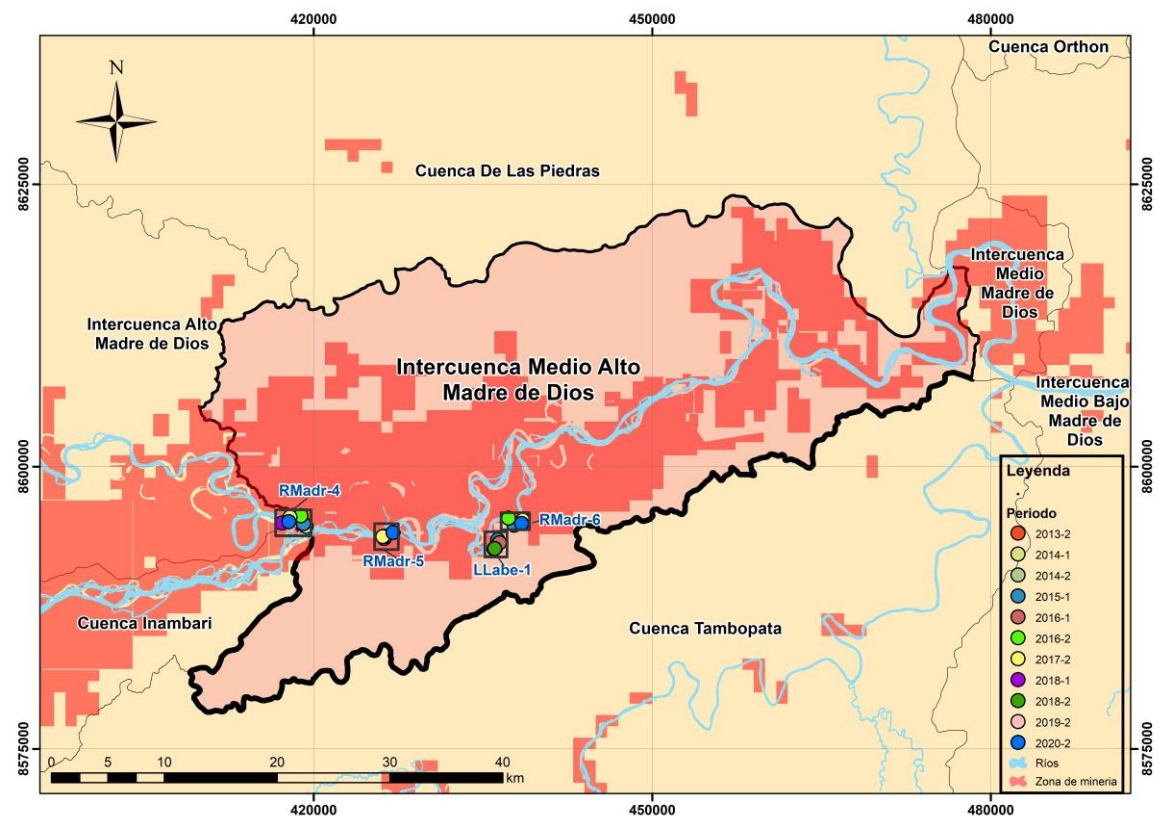 420000
450000
480000
N
Cuenca Orthon
8625000
Cuenca De Las Piedras
8625000
Intercuenca Alto
Madre de Dios
Intercuenca
Medio
Madre de
Dios
Intercuenca Medio Alto
Madre de Dios
Intercuenca
Medio Bajo
Madre de
Dios
8600000
8600000
RMadr-4
RMadr-6
RMadr-5
LLabe-1
Cuenca Inambari
Cuenca Tambopata
Leyenda
Periodo
2013-2
2014-1
2014-2
2015-1
2016-1
2016-2
2017-2
2018-1
2018-2
2019-2
2020-2
Ríos
Zona de mineria
8575000
8575000
0 5 10 20 30 40
km
420000
450000
480000